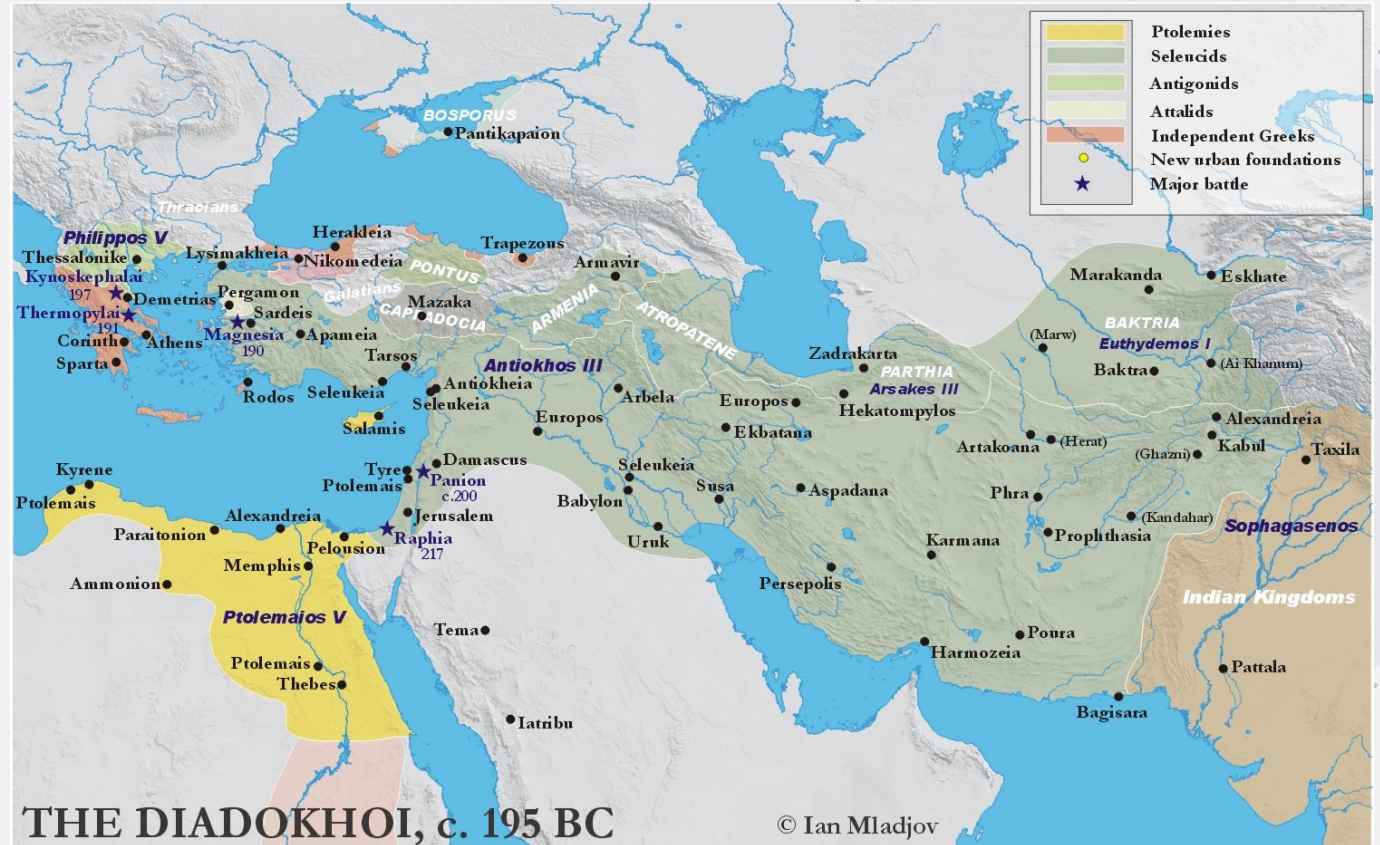 Ptolemies
Seleucids
Antigonids
Attalids
Independent Greeks
New urban foundations
Major battle
BOSPORUS
Pantikapaion
Thracians
Philippos V
Thessalonike
Kynoskephalai
197
Demetrias
Thermopylai
191
Corinth
Athens
Sparta
Lysimakheia
Herakleia
Nikomedeia
Pergamon
Sardeis
Magnesia
190
Apameia
Galatians
PONTUS
Mazaka
CAPPADOCIA
Trapezous
Armavir
ARMENIA
ATROPATENE
Tarsos
Rodos
Seleukeia
Antiokheia
Seleukeia
Salamis
Antiokhos III
Europos
Arbela
Zadrakarta
PARTHIA
Arsakes III
Hekatompylos
Europos
Ekbatana
Marakanda
Eskhate
BAKTRIA
Euthydemos I
(Marw)
Baktra
(Ai Khanum)
Artakoana
(Herat)
Alexandreia
Kabul
(Ghazni)
Taxila
Kyrene
Ptolemais
Paraitonion
Alexandreia
Pelousion
Memphis
Ammonion
Tyre
Ptolemais
Damascus
Panion
c.200
Jerusalem
Raphia
217
Seleukeia
Babylon
Susa
Uruk
Aspadana
Phra
(Kandahar)
Prophthasia
Sophagasenos
Karmana
Persepolis
Indian Kingdoms
Ptolemaios V
Ptolemais
Thebes
Tema
Iatribu
Poura
Harmozeia
Bagisara
Pattala
THE DIADOKHOI, c. 195 BC
© Ian Mladjov